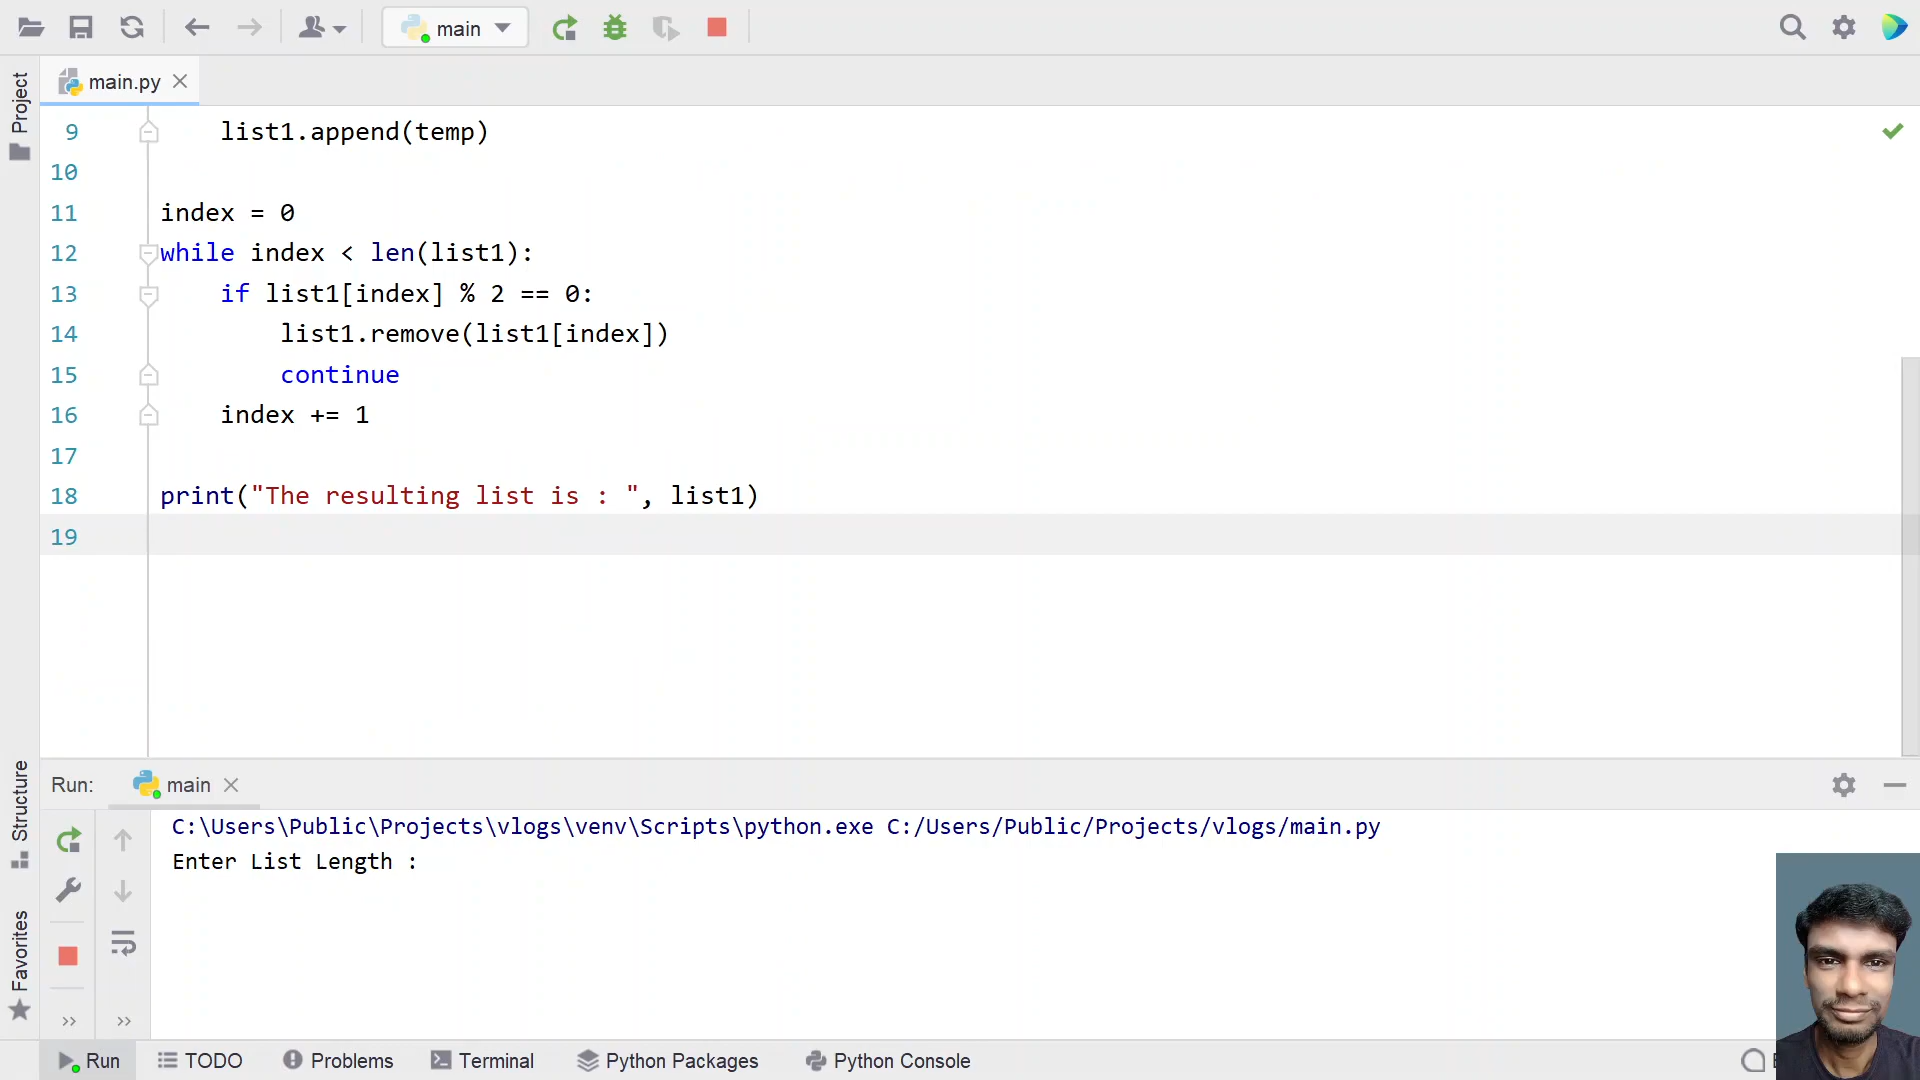 main
main.py
Project
9 list1.append(temp)
10
11 index = 0
12 while index < len(list1):
13 if list1[index] % 2 == 0:
14 list1.remove(list1[index])
15 continue
16 index += 1
17
18 print("The resulting list is : ", list1)
19
Structure
Favorites
Run: main
C:\Users\Public\Projects\vlogs\venv\Scripts\python.exe C:/Users/Public/Projects/vlogs/main.py
Enter List Length :
Run TODO Problems Terminal Python Packages Python Console